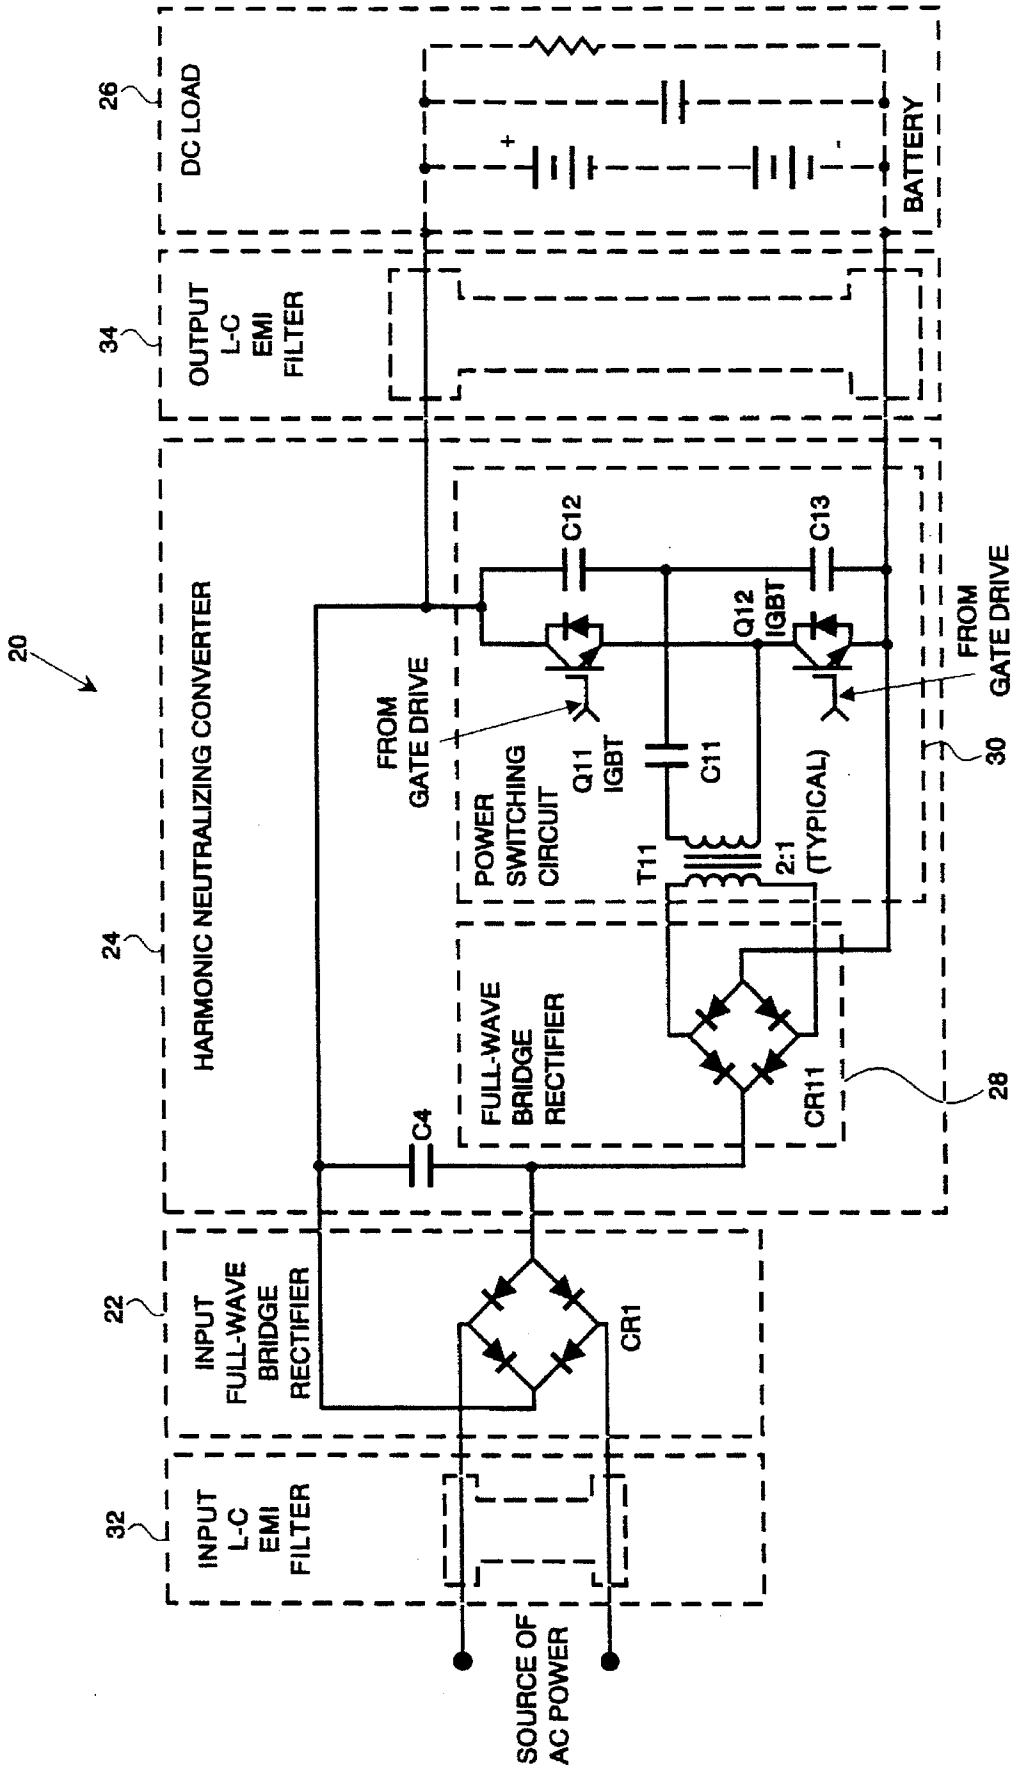 20
32
INPUT
L-C
EMI
FILTER
22
INPUT
FULL-WAVE
BRIDGE
RECTIFIER
24
HARMONIC NEUTRALIZING CONVERTER
34
OUTPUT
L-C
EMI
FILTER
26
DC LOAD
SOURCE OF
AC POWER
CR1
C4
FULL-WAVE
BRIDGE
RECTIFIER
CR11
28
POWER
SWITCHING
CIRCUIT
T11
2:1
(TYPICAL)
C11
FROM
GATE DRIVE
Q11
IGBT
Q12
IGBT
C12
C13
FROM
GATE DRIVE
30
+
-
BATTERY